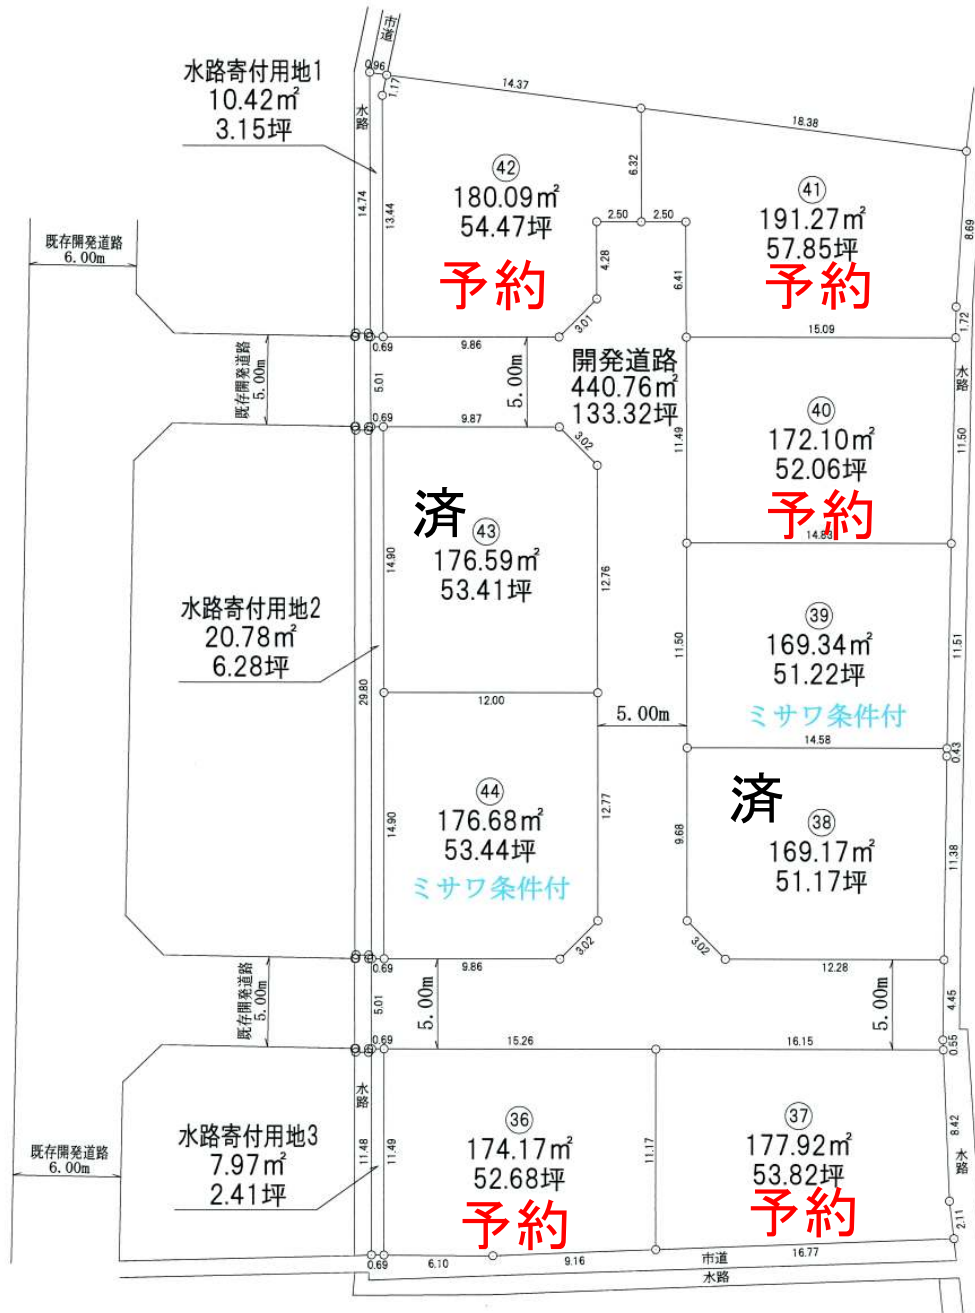 市道
水路寄付用地1
10.42㎡
3.15坪
0.96
1.17
14.37
18.38
水路
14.74
13.44
㊷
180.09㎡
54.47坪
予約
6.32
2.50
2.50
4.28
6.41
3.01
㊶
191.27㎡
57.85坪
予約
8.69
1.72
15.09
既存開発道路
6.00m
既存開発道路
5.00m
0.69
9.86
5.01
5.00m
0.69
9.87
3.02
開発道路
440.76㎡
133.32坪
11.49
水路
㊵
172.10㎡
52.06坪
予約
11.50
14.83
済
㊸
176.59㎡
53.41坪
14.90
12.76
水路寄付用地2
20.78㎡
6.28坪
29.80
12.00
5.00m
11.50
㊴
169.34㎡
51.22坪
ミサワ条件付
11.51
14.58
0.43
㊹
176.68㎡
53.44坪
ミサワ条件付
14.90
12.77
3.02
済
㊳
169.17㎡
51.17坪
9.68
11.38
3.02
12.28
既存開発道路
5.00m
0.69
9.86
5.01
5.00m
5.00m
4.45
0.69
15.26
16.15
0.55
水路
水路寄付用地3
7.97㎡
2.41坪
11.48
11.49
㊱
174.17㎡
52.68坪
予約
11.17
㊲
177.92㎡
53.82坪
予約
8.42
水路
2.11
既存開発道路
6.00m
0.69
6.10
9.16
市道
16.77
水路